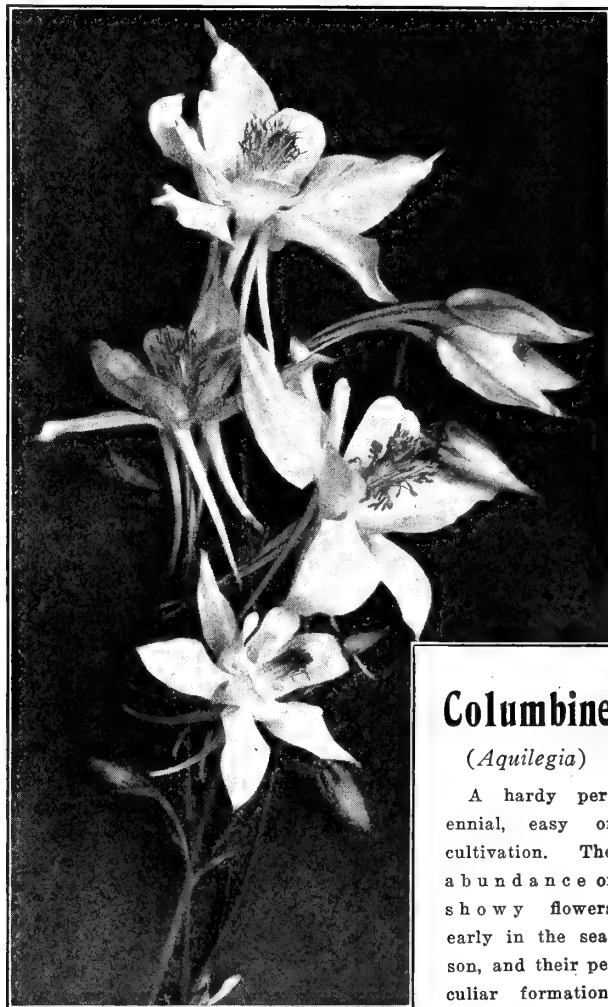 Columbine
(Aquilegia)
A hardy per
ennial, easy of
cultivation. The
abundance of
showy flowers
early in the sea
son, and their pe
culiar formation